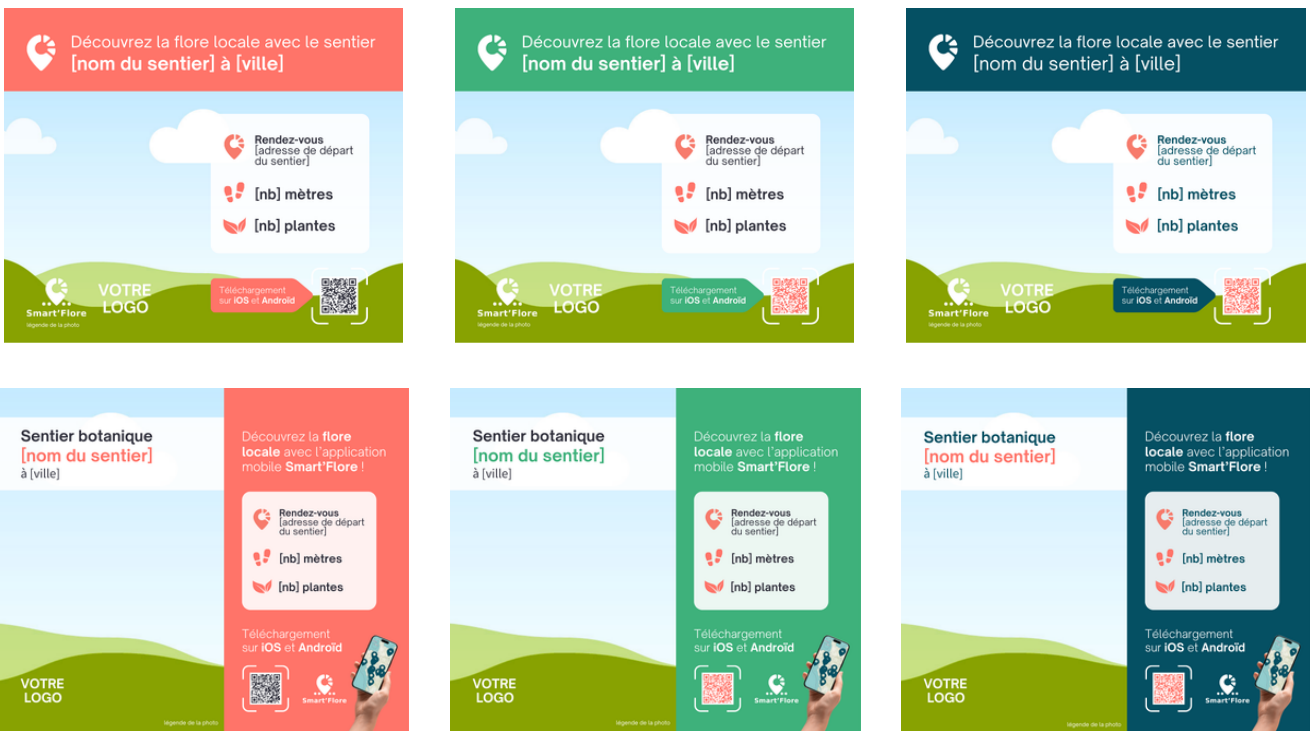 Découvrez la flore locale avec le sentier
[nom du sentier] à [ville]
Rendez-vous
[adresse de départ
du sentier]
[nb] mètres
[nb] plantes
Smart'Flore
légende de la photo
VOTRE
LOGO
Téléchargement
sur iOS et Androïd
Découvrez la flore locale avec le sentier
[nom du sentier] à [ville]
Rendez-vous
[adresse de départ
du sentier]
[nb] mètres
[nb] plantes
Smart'Flore
légende de la photo
VOTRE
LOGO
Téléchargement
sur iOS et Androïd
Découvrez la flore locale avec le sentier
[nom du sentier] à [ville]
Rendez-vous
[adresse de départ
du sentier]
[nb] mètres
[nb] plantes
Smart'Flore
légende de la photo
VOTRE
LOGO
Téléchargement
sur iOS et Androïd
Sentier botanique
[nom du sentier]
à [ville]
VOTRE
LOGO
légende de la photo
Découvrez la flore
locale avec l'application
mobile Smart'Flore !
Rendez-vous
[adresse de départ
du sentier]
[nb] mètres
[nb] plantes
Téléchargement
sur iOS et Androïd
Smart'Flore
Sentier botanique
[nom du sentier]
à [ville]
VOTRE
LOGO
légende de la photo
Découvrez la flore
locale avec l'application
mobile Smart'Flore !
Rendez-vous
[adresse de départ
du sentier]
[nb] mètres
[nb] plantes
Téléchargement
sur iOS et Androïd
Smart'Flore
Sentier botanique
[nom du sentier]
à [ville]
VOTRE
LOGO
légende de la photo
Découvrez la flore
locale avec l'application
mobile Smart'Flore !
Rendez-vous
[adresse de départ
du sentier]
[nb] mètres
[nb] plantes
Téléchargement
sur iOS et Androïd
Smart'Flore